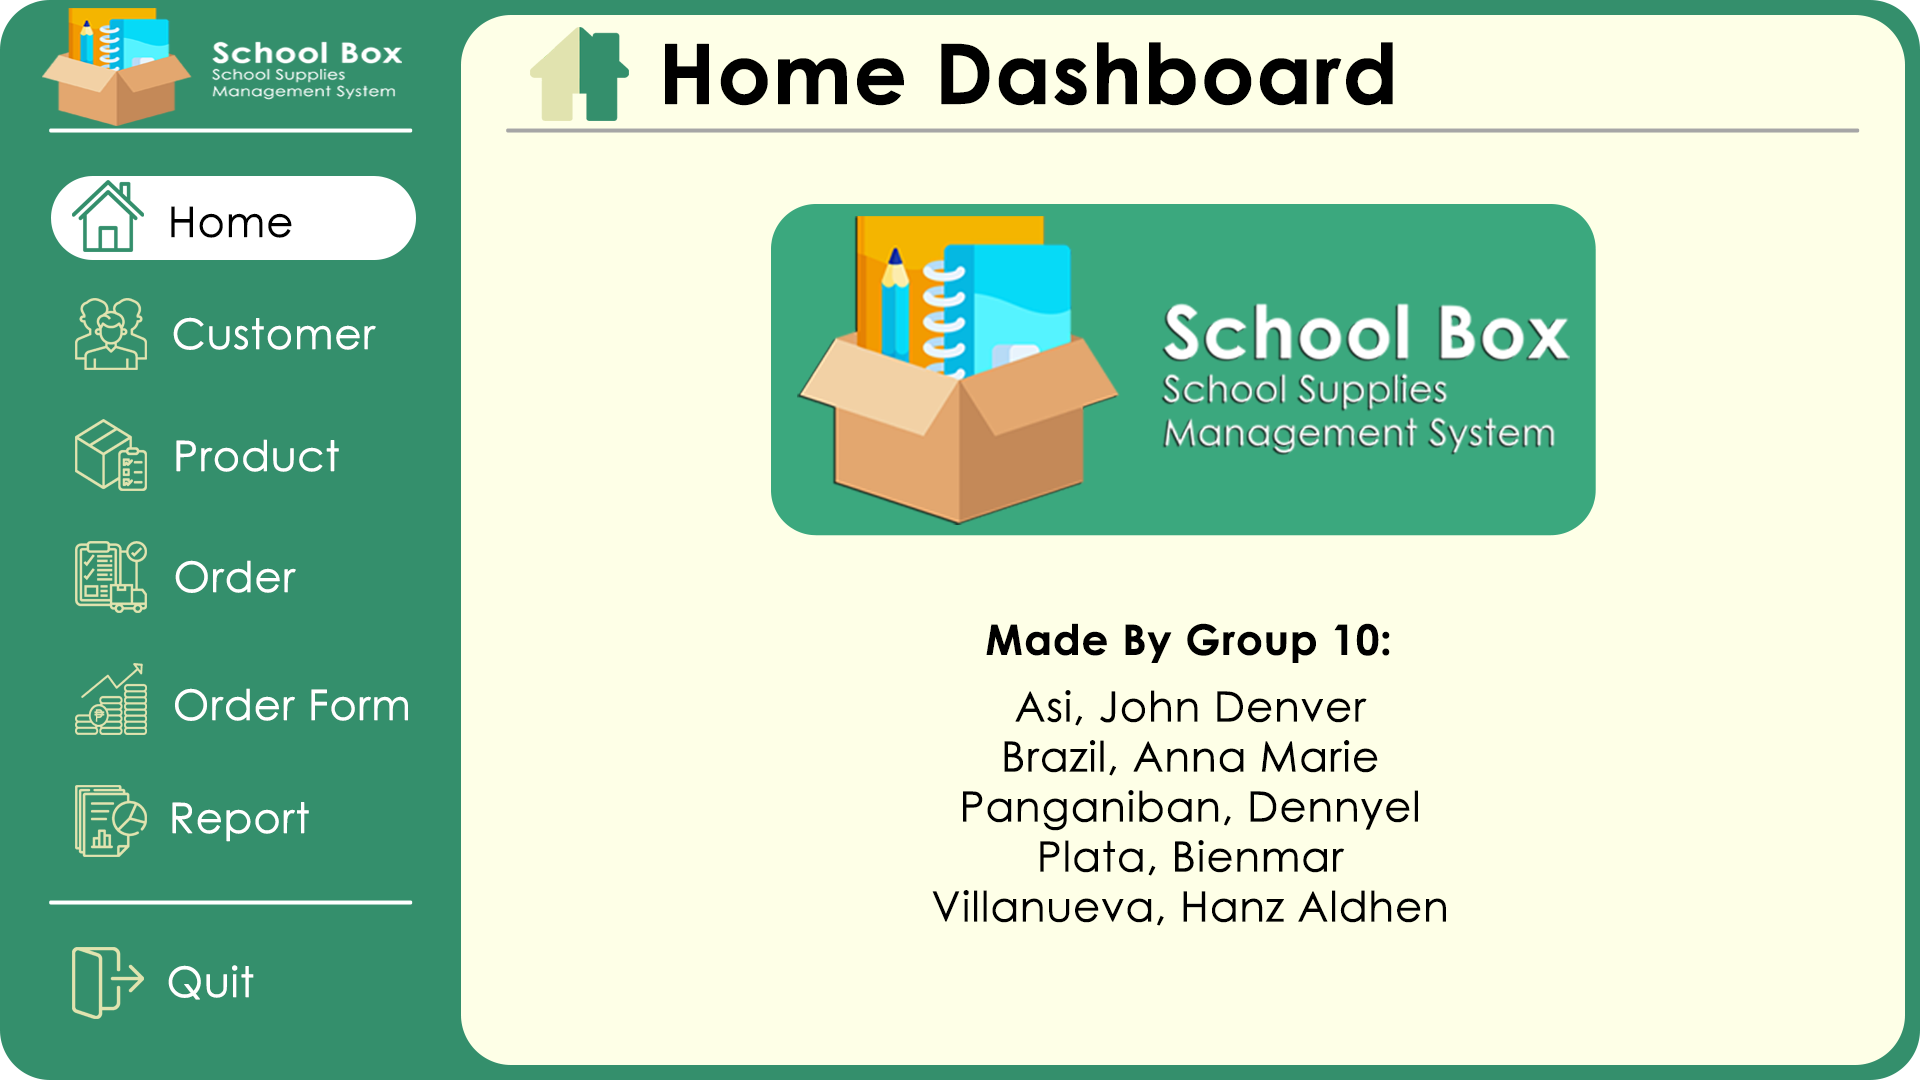 School Box
School Supplies
Management System
Home
Customer
Product
Order
Order Form
Report
Quit
Home Dashboard
School Box
School Supplies
Management System
Made By Group 10:
Asi, John Denver
Brazil, Anna Marie
Panganiban, Dennyel
Plata, Bienmar
Villanueva, Hanz Aldhen